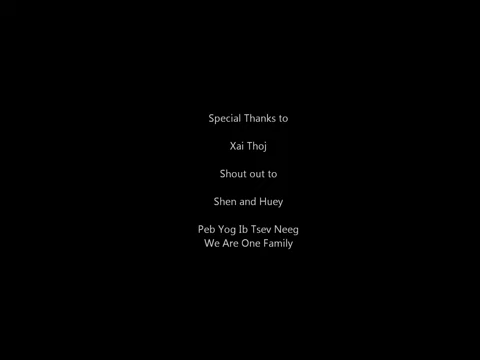 Special Thanks to
Xai Thoj
Shout out to
Shen and Huey
Peb Yog Ib Tsev Neeg
We Are One Family